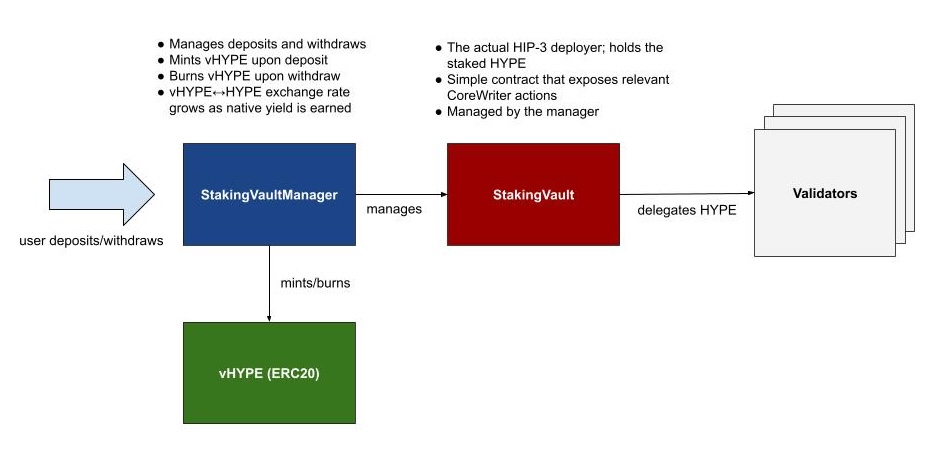 ● Manages deposits and withdraws
● Mints vHYPE upon deposit
● Burns vHYPE upon withdraw
● vHYPE↔HYPE exchange rate
grows as native yield is earned
● The actual HIP-3 deployer; holds the
staked HYPE
● Simple contract that exposes relevant
CoreWriter actions
● Managed by the manager
user deposits/withdraws
StakingVaultManager
manages
StakingVault
delegates HYPE
Validators
mints/burns
vHYPE (ERC20)